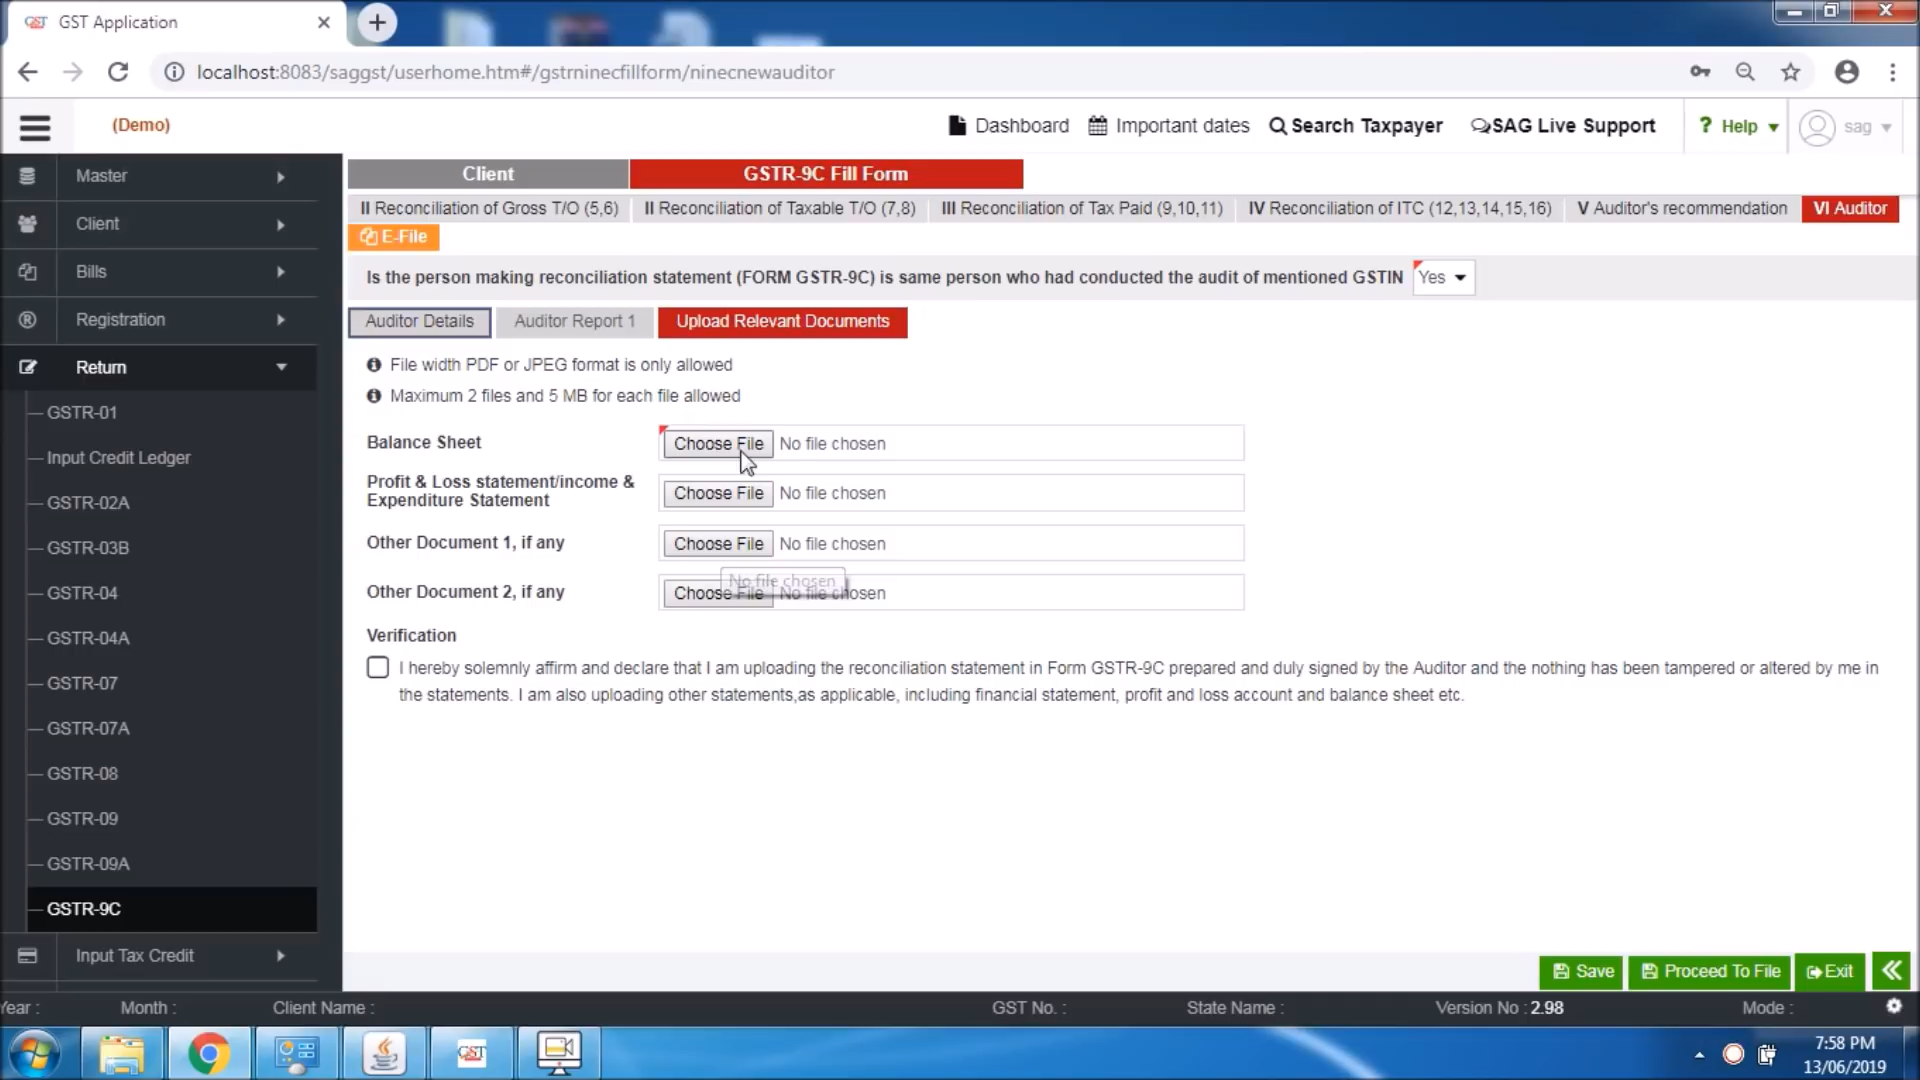 GST GST Application
localhost:8083/saggst/userhome.htm#/gstrninecfillform/ninecnewauditor
(Demo)
Dashboard Important dates Search Taxpayer SAG Live Support ? Help sag
Master
Client
Bills
Registration
Return
GSTR-01
Input Credit Ledger
GSTR-02A
GSTR-03B
GSTR-04
GSTR-04A
GSTR-07
GSTR-07A
GSTR-08
GSTR-09
GSTR-09A
GSTR-9C
Input Tax Credit
Client GSTR-9C Fill Form
II Reconciliation of Gross T/O (5,6) II Reconciliation of Taxable T/O (7,8) III Reconciliation of Tax Paid (9,10,11) IV Reconciliation of ITC (12,13,14,15,16) V Auditor's recommendation VI Auditor
E-File
Is the person making reconciliation statement (FORM GSTR-9C) is same person who had conducted the audit of mentioned GSTIN Yes
Auditor Details Auditor Report 1 Upload Relevant Documents
File width PDF or JPEG format is only allowed
Maximum 2 files and 5 MB for each file allowed
Balance Sheet Choose File No file chosen
Profit & Loss statement/income &
Expenditure Statement Choose File No file chosen
Other Document 1, if any Choose File No file chosen
No file chosen
Other Document 2, if any Choose File No file chosen
Verification
I hereby solemnly affirm and declare that I am uploading the reconciliation statement in Form GSTR-9C prepared and duly signed by the Auditor and the nothing has been tampered or altered by me in
the statements. I am also uploading other statements,as applicable, including financial statement, profit and loss account and balance sheet etc.
Save Proceed To File Exit
Year : Month : Client Name : GST No. : State Name : Version No : 2.98 Mode :
GST
7:58 PM
13/06/2019